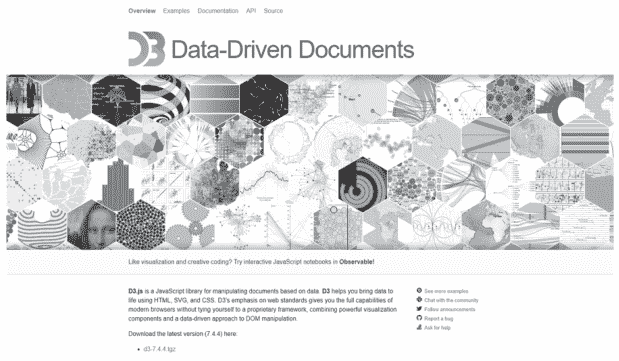 Overview Examples Documentation API Source
D3 Data-Driven Documents
Like visualization and creative coding? Try interactive JavaScript notebooks in Observable!
D3.js is a JavaScript library for manipulating documents based on data. D3 helps you bring data to
life using HTML, SVG, and CSS. D3's emphasis on web standards gives you the full capabilities of
modern browsers without tying yourself to a proprietary framework, combining powerful visualization
components and a data-driven approach to DOM manipulation.
Download the latest version (7.4.4) here:
• d3-7.4.4.tgz
See more examples
Chat with the community
Follow announcements
Report a bug
Ask for help